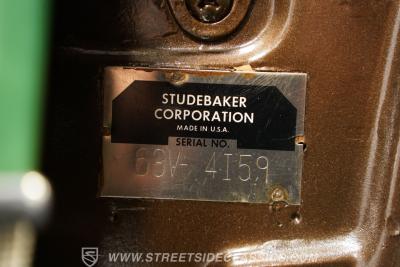 STUDEBAKER
CORPORATION
MADE IN U.S.A.
SERIAL NO.
63V- 4159
WWW.STREETSIDECLASSICS.COM